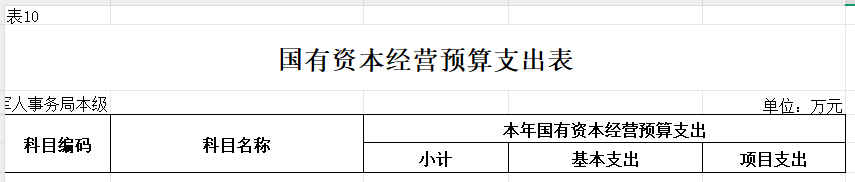 表10
国有资本经营预算支出表
军人事务局本级 单位：万元
科目编码 科目名称 本年国有资本经营预算支出
小计 基本支出 项目支出